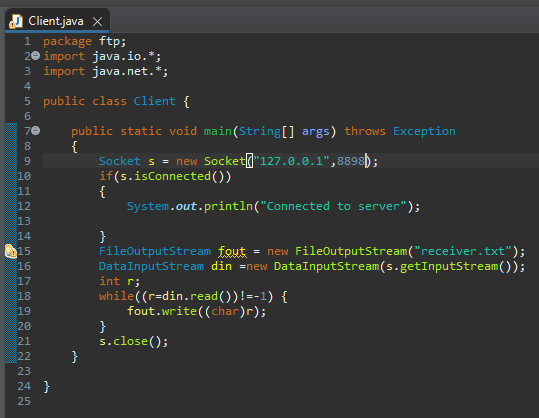 Client.java
1 package ftp;
2 import java.io.*;
3 import java.net.*;
4
5 public class Client {
6
7 public static void main(String[] args) throws Exception
8 {
9 Socket s = new Socket("127.0.0.1",8898);
10 if(s.isConnected())
11 {
12 System.out.println("Connected to server");
13
14 }
15 FileOutputStream fout = new FileOutputStream("receiver.txt");
16 DataInputStream din =new DataInputStream(s.getInputStream());
17 int r;
18 while((r=din.read())!=-1) {
19 fout.write((char)r);
20 }
21 s.close();
22 }
23
24 }
25